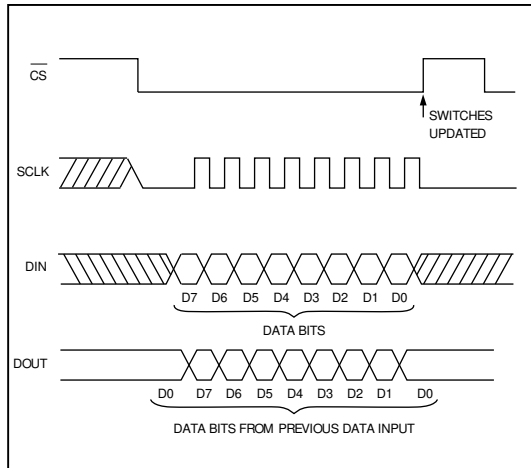 CS
SWITCHES
UPDATED
SCLK
DIN
D7 D6 D5 D4 D3 D2 D1 D0
DATA BITS
DOUT
D0 D7 D6 D5 D4 D3 D2 D1 D0
DATA BITS FROM PREVIOUS DATA INPUT